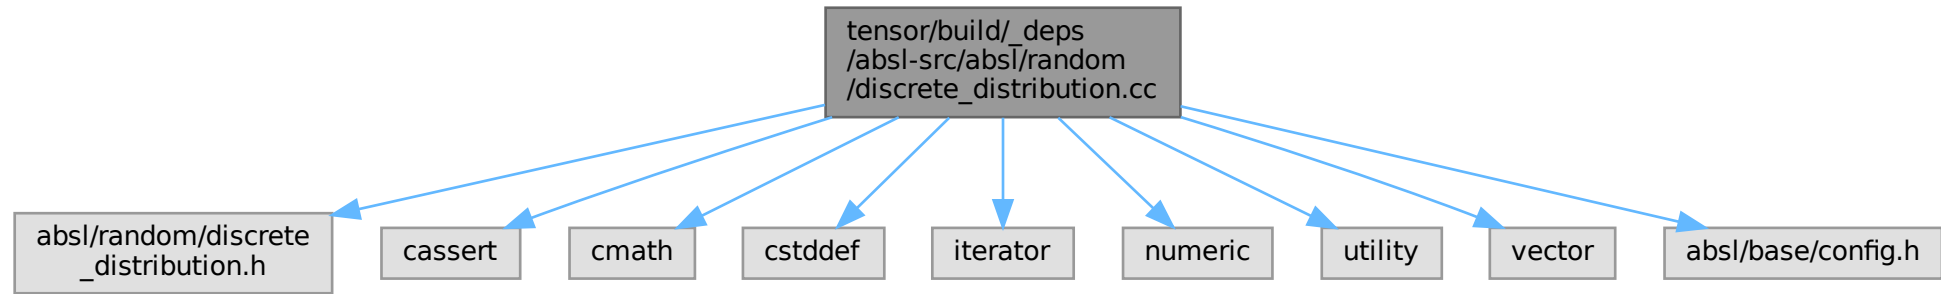 tensor/build/_deps
/absl-src/absl/random
/discrete_distribution.cc
absl/random/discrete
_distribution.h
cassert
cmath
cstddef
iterator
numeric
utility
vector
absl/base/config.h